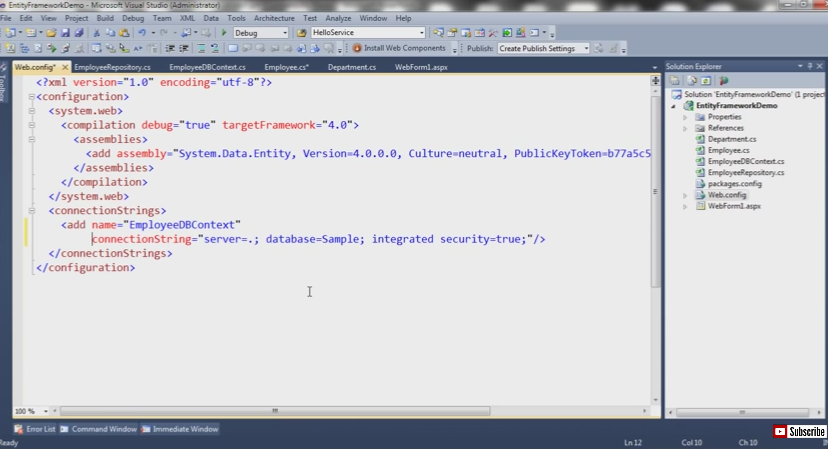 EntityFrameworkDemo - Microsoft Visual Studio (Administrator)
File Edit View Project Build Debug Team XML Data Tools Architecture Test Analyze Window Help
Debug HelloService
Install Web Components Publish: Create Publish Settings
Toolbox
Web.config* EmployeeRepository.cs EmployeeDBContext.cs Employee.cs* Department.cs WebForm1.aspx
<?xml version="1.0" encoding="utf-8"?>
<configuration>
<system.web>
<compilation debug="true" targetFramework="4.0">
<assemblies>
<add assembly="System.Data.Entity, Version=4.0.0.0, Culture=neutral, PublicKeyToken=b77a5c5
</assemblies>
</compilation>
</system.web>
<connectionStrings>
<add name="EmployeeDBContext"
connectionString="server=.; database=Sample; integrated security=true;"/>
</connectionStrings>
</configuration>
100 %
Solution Explorer
Solution 'EntityFrameworkDemo' (1 project
EntityFrameworkDemo
Properties
References
Department.cs
Employee.cs
EmployeeDBContext.cs
EmployeeRepository.cs
packages.config
Web.config
WebForm1.aspx
Error List Command Window Immediate Window
Subscribe
Ready Ln 12 Col 10 Ch 10